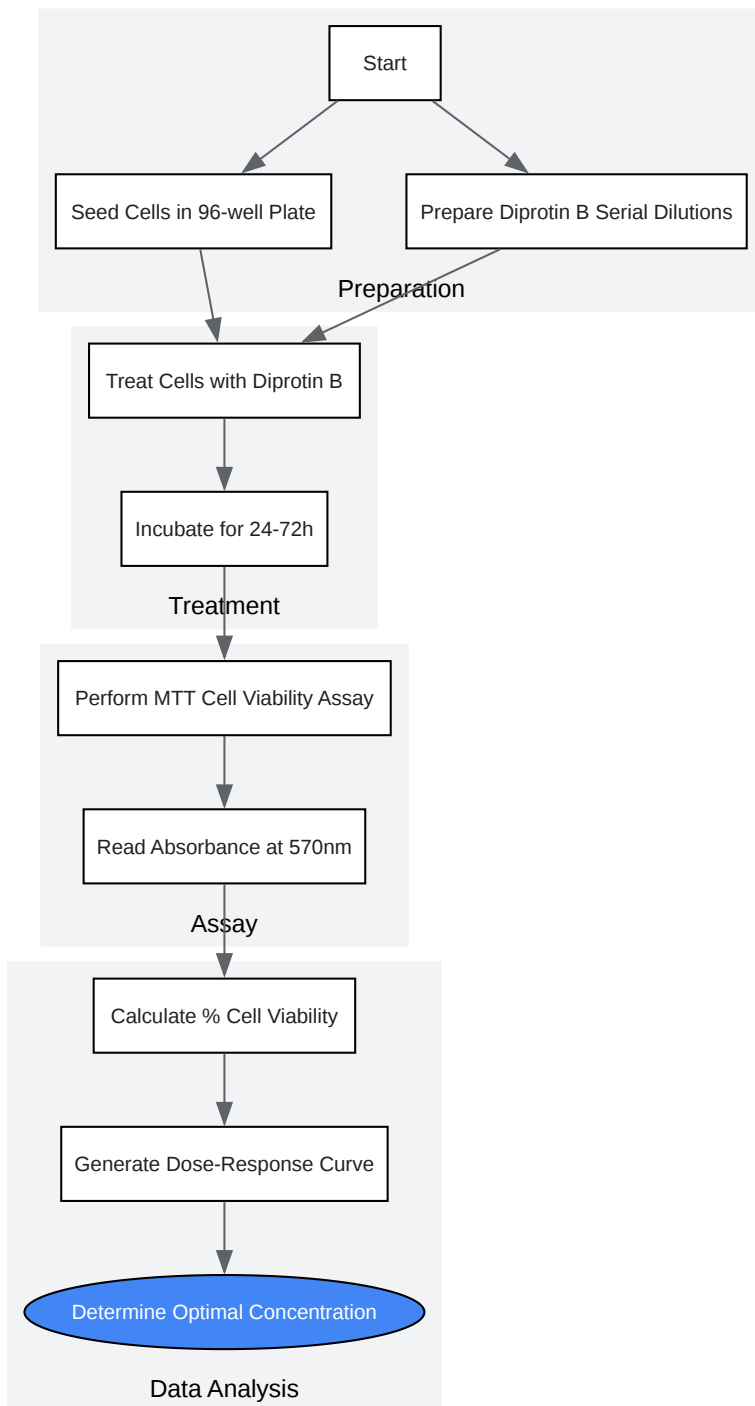 Start
Seed Cells in 96-well Plate
Prepare Diprotin B Serial Dilutions
Preparation
Treat Cells with Diprotin B
Incubate for 24-72h
Treatment
Perform MTT Cell Viability Assay
Read Absorbance at 570nm
Assay
Calculate % Cell Viability
Generate Dose-Response Curve
Determine Optimal Concentration
Data Analysis